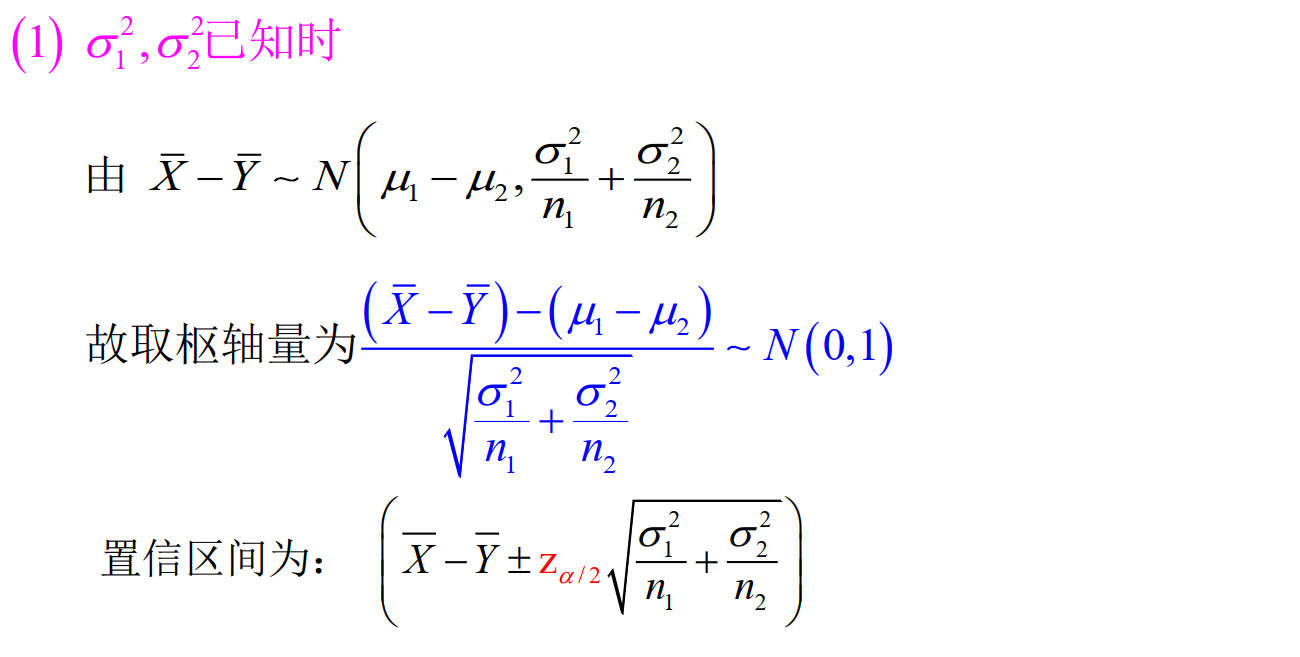 (1) σ₁², σ₂²已知时
由 X̄ − Ȳ ~ N(μ₁ − μ₂, σ₁²/n₁ + σ₂²/n₂)
故取枢轴量为 ((X̄ − Ȳ) − (μ₁ − μ₂)) / √(σ₁²/n₁ + σ₂²/n₂) ~ N(0,1)
置信区间为： (X̄ − Ȳ ± z_{α/2} √(σ₁²/n₁ + σ₂²/n₂))